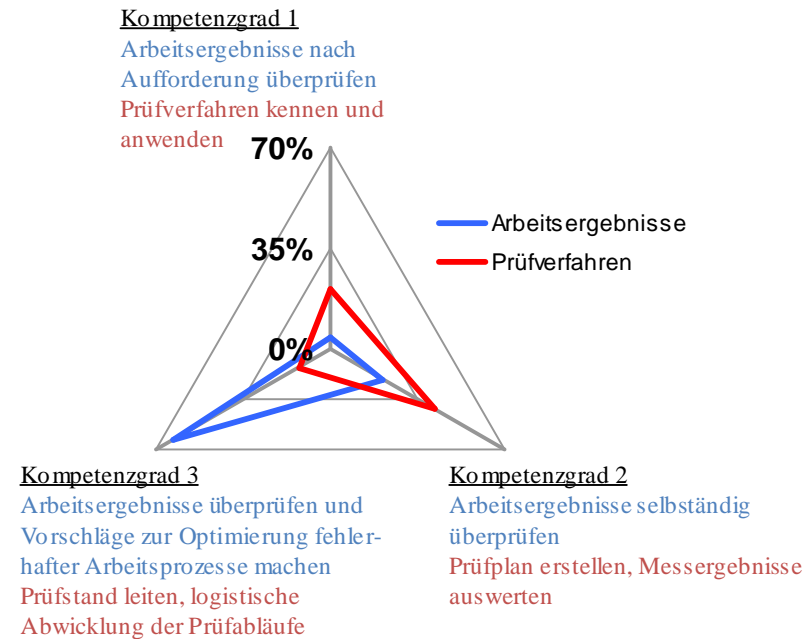 Kompetenzgrad 1
Arbeitsergebnisse nach
Aufforderung überprüfen
Prüfverfahren kennen und
anwenden
70%
35%
0%
Arbeitsergebnisse
Prüfverfahren
Kompetenzgrad 3
Arbeitsergebnisse überprüfen und
Vorschläge zur Optimierung fehler-
hafter Arbeitsprozesse machen
Prüfstand leiten, logistische
Abwicklung der Prüfabläufe
Kompetenzgrad 2
Arbeitsergebnisse selbständig
überprüfen
Prüfplan erstellen, Messergebnisse
auswerten